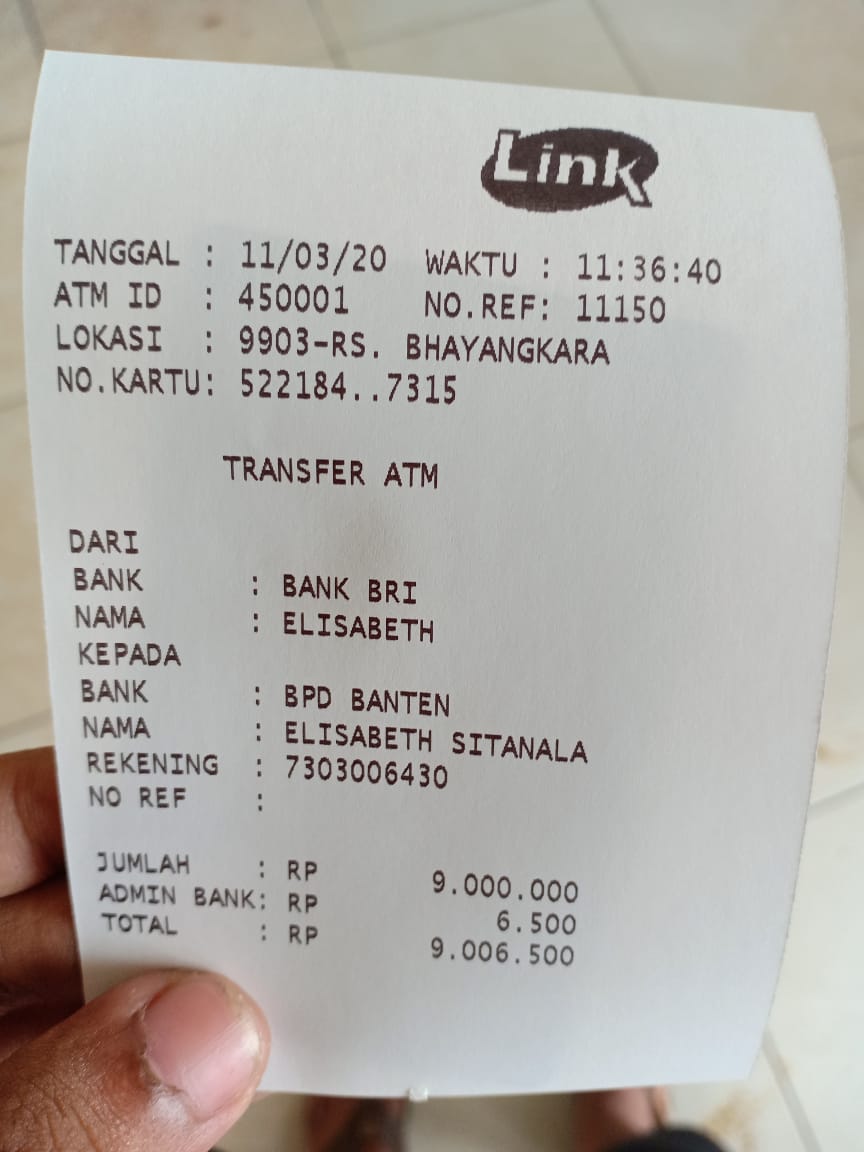 Link
TANGGAL : 11/03/20 WAKTU : 11:36:40
ATM ID : 450001 NO.REF: 11150
LOKASI : 9903-RS. BHAYANGKARA
NO.KARTU: 522184..7315
TRANSFER ATM
DARI
BANK : BANK BRI
NAMA : ELISABETH
KEPADA
BANK : BPD BANTEN
NAMA : ELISABETH SITANALA
REKENING : 7303006430
NO REF :
JUMLAH : RP 9.000.000
ADMIN BANK: RP 6.500
TOTAL : RP 9.006.500